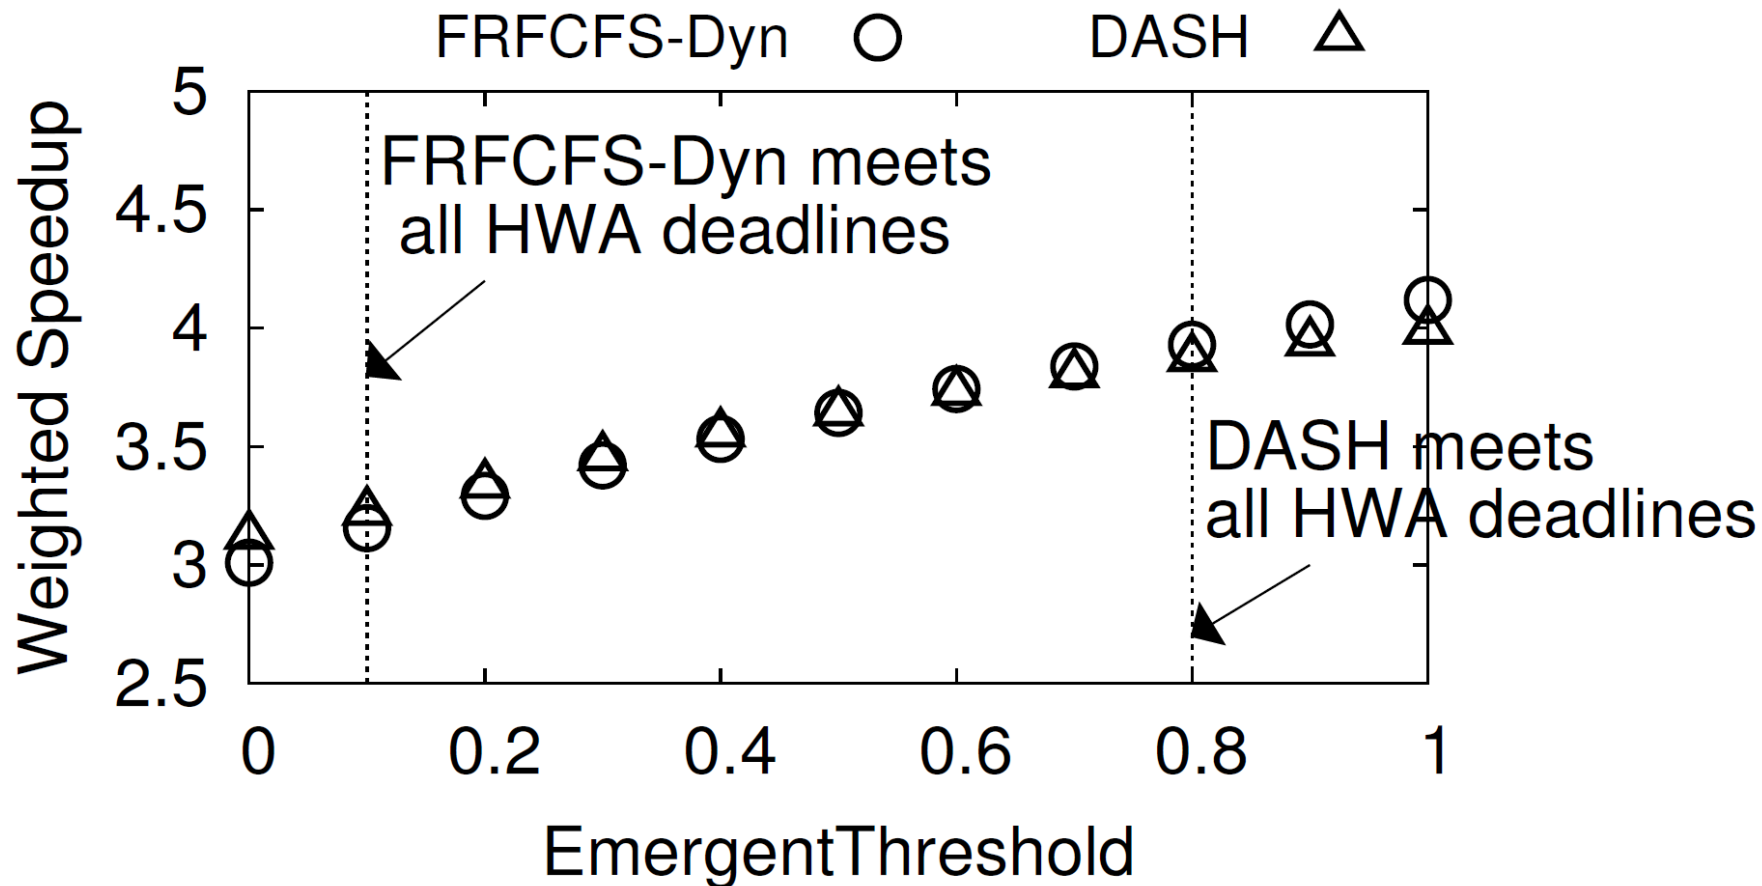 FRFCFS-Dyn DASH
Weighted Speedup
5
4.5
4
3.5
3
2.5
FRFCFS-Dyn meets
all HWA deadlines
DASH meets
all HWA deadlines
0 0.2 0.4 0.6 0.8 1
EmergentThreshold